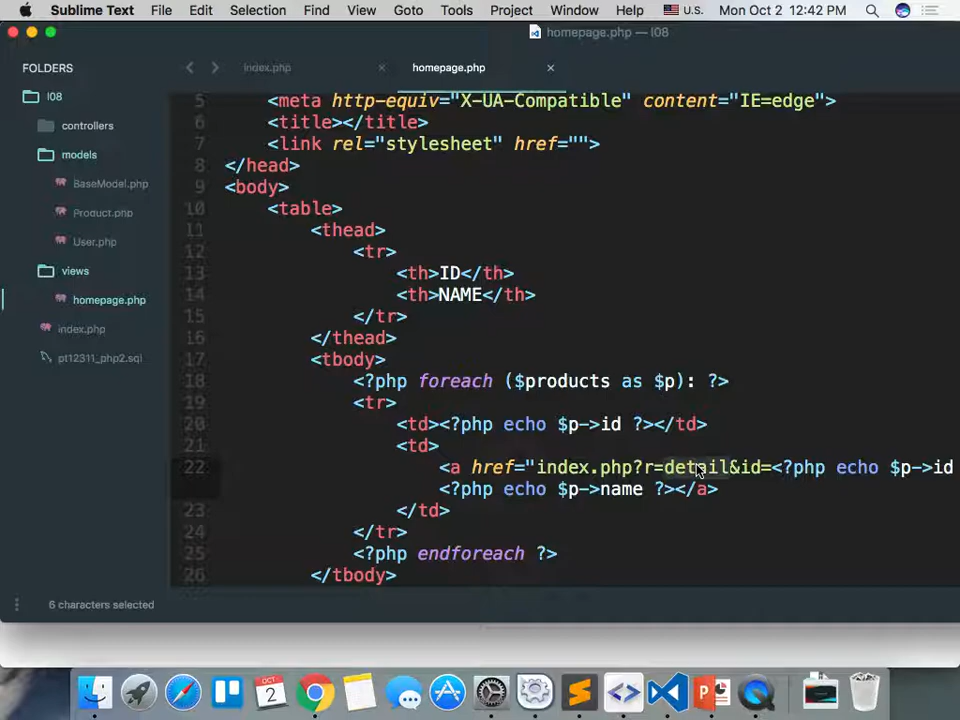 Sublime Text File Edit Selection Find View Goto Tools Project Window Help U.S. Mon Oct 2 12:42 PM
homepage.php — l08
FOLDERS
index.php
homepage.php
l08
controllers
models
BaseModel.php
Product.php
User.php
views
homepage.php
index.php
pt12311_php2.sql
5 <meta http-equiv="X-UA-Compatible" content="IE=edge">
6 <title></title>
7 <link rel="stylesheet" href="">
8 </head>
9 <body>
10 <table>
11 <thead>
12 <tr>
13 <th>ID</th>
14 <th>NAME</th>
15 </tr>
16 </thead>
17 <tbody>
18 <?php foreach ($products as $p): ?>
19 <tr>
20 <td><?php echo $p->id ?></td>
21 <td>
22 <a href="index.php?r=detail&id=<?php echo $p->id
<?php echo $p->name ?></a>
23 </td>
24 </tr>
25 <?php endforeach ?>
26 </tbody>
6 characters selected
OCT
2